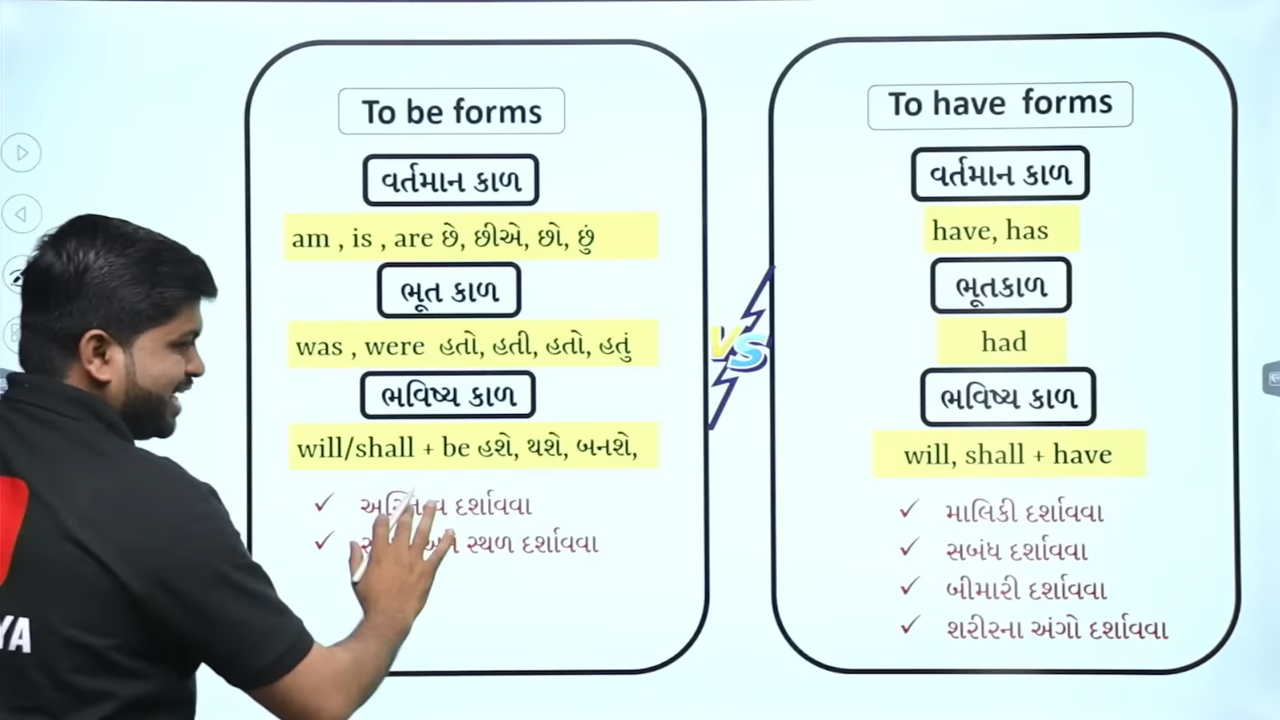 To be forms
વર્તમાન કાળ
am , is , are છે, છીએ, છો, છું
ભૂત કાળ
was , were હતો, હતી, હતો, હતું
ભવિષ્ય કાળ
will/shall + be હશે, થશે, બનશે,
દર્શાવવા
સ્થળ દર્શાવવા
VS
To have forms
વર્તમાન કાળ
have, has
ભૂતકાળ
had
ભવિષ્ય કાળ
will, shall + have
માલિકી દર્શાવવા
સબંધ દર્શાવવા
બીમારી દર્શાવવા
શરીરના અંગો દર્શાવવા
YA